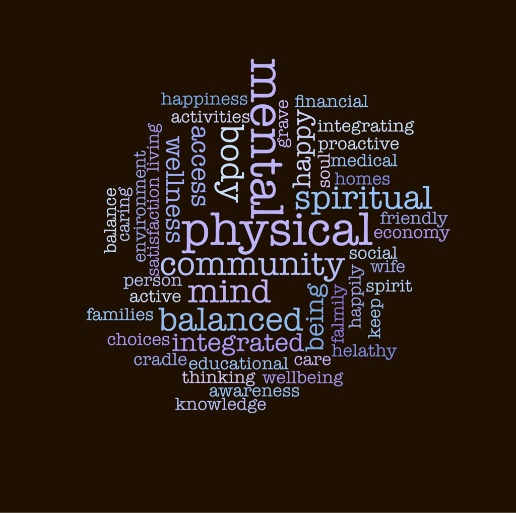 mental
happiness
financial
activities
grave
happy
integrating
living
access
body
soul
proactive
wellness
medical
environment
homes
satisfaction
spiritual
balance
caring
physical
friendly
economy
community
social
wife
person
mind
spirit
active
being
falmily
happily
keep
families
balanced
choices
integrated
helathy
cradle
educational
care
thinking
wellbeing
awareness
knowledge